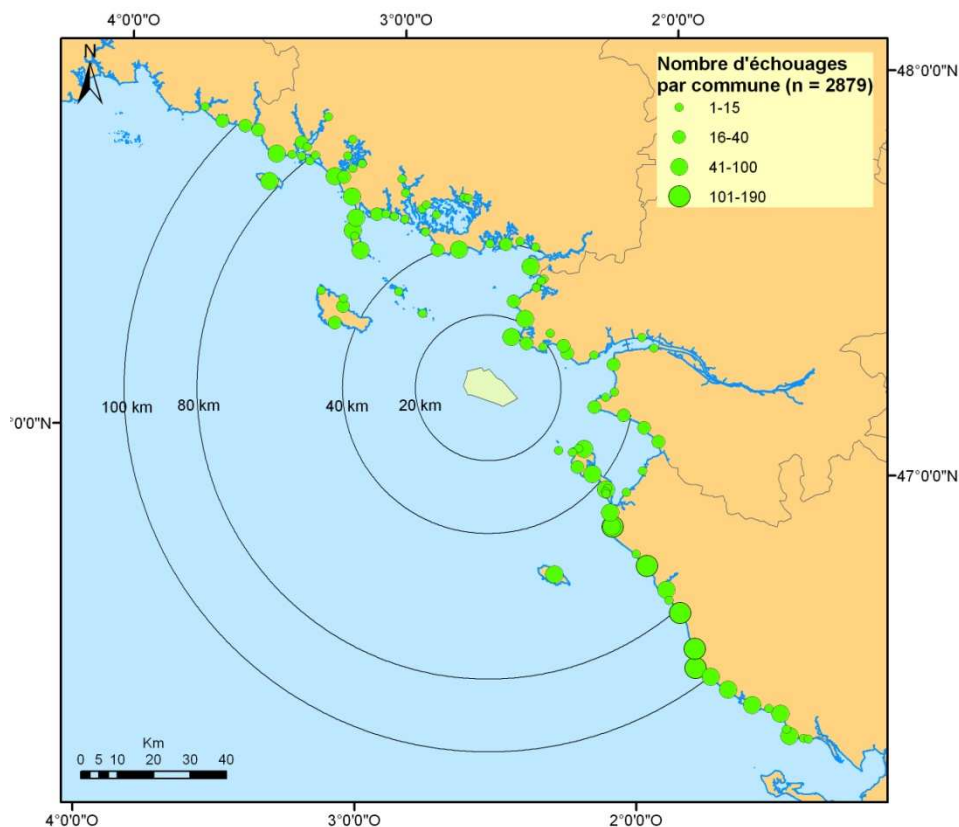 4°0'0"O 3°0'0"O 2°0'0"O
N
48°0'0"N
Nombre d'échouages
par commune (n = 2879)
1-15
16-40
41-100
101-190
100 km 80 km 40 km 20 km
°0'0"N
47°0'0"N
Km
0 5 10 20 30 40
4°0'0"O 3°0'0"O 2°0'0"O